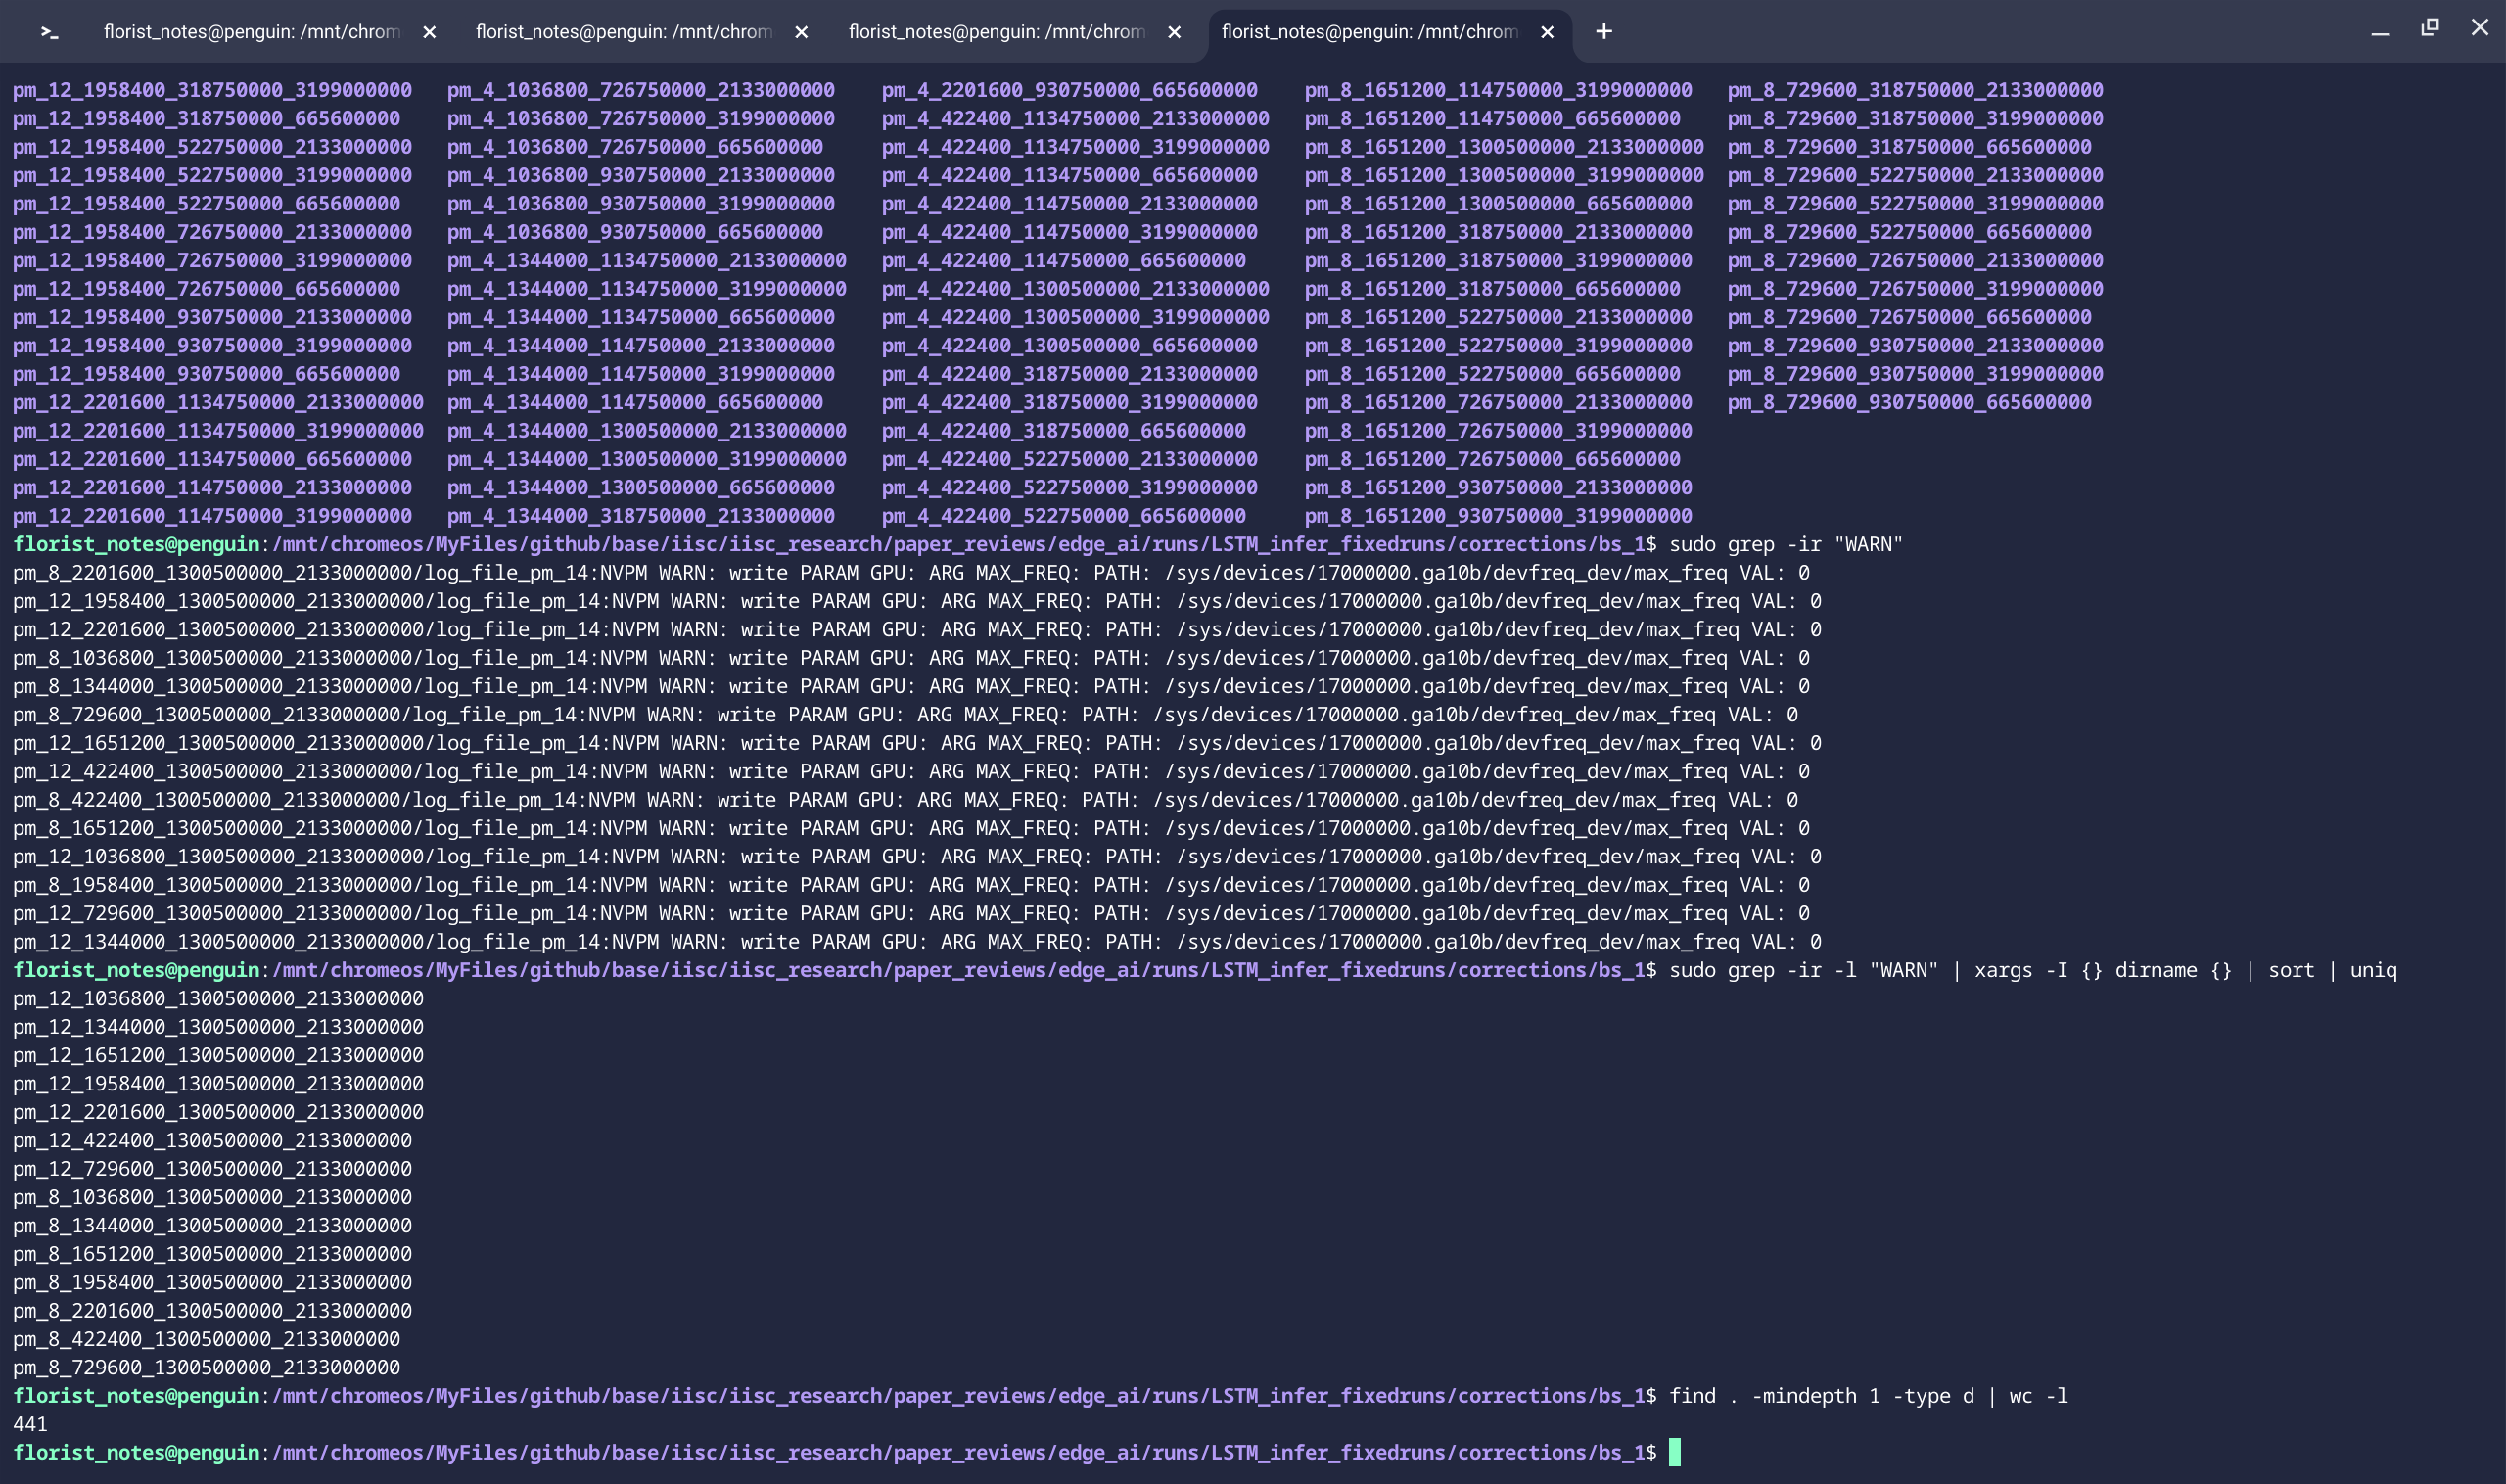 florist_notes@penguin: /mnt/chrom florist_notes@penguin: /mnt/chrom florist_notes@penguin: /mnt/chrom florist_notes@penguin: /mnt/chrom
pm_12_1958400_318750000_3199000000 pm_4_1036800_726750000_2133000000 pm_4_2201600_930750000_665600000 pm_8_1651200_114750000_3199000000 pm_8_729600_318750000_2133000000
pm_12_1958400_318750000_665600000 pm_4_1036800_726750000_3199000000 pm_4_422400_1134750000_2133000000 pm_8_1651200_114750000_665600000 pm_8_729600_318750000_3199000000
pm_12_1958400_522750000_2133000000 pm_4_1036800_726750000_665600000 pm_4_422400_1134750000_3199000000 pm_8_1651200_1300500000_2133000000 pm_8_729600_318750000_665600000
pm_12_1958400_522750000_3199000000 pm_4_1036800_930750000_2133000000 pm_4_422400_1134750000_665600000 pm_8_1651200_1300500000_3199000000 pm_8_729600_522750000_2133000000
pm_12_1958400_522750000_665600000 pm_4_1036800_930750000_3199000000 pm_4_422400_114750000_2133000000 pm_8_1651200_1300500000_665600000 pm_8_729600_522750000_3199000000
pm_12_1958400_726750000_2133000000 pm_4_1036800_930750000_665600000 pm_4_422400_114750000_3199000000 pm_8_1651200_318750000_2133000000 pm_8_729600_522750000_665600000
pm_12_1958400_726750000_3199000000 pm_4_1344000_1134750000_2133000000 pm_4_422400_114750000_665600000 pm_8_1651200_318750000_3199000000 pm_8_729600_726750000_2133000000
pm_12_1958400_726750000_665600000 pm_4_1344000_1134750000_3199000000 pm_4_422400_1300500000_2133000000 pm_8_1651200_318750000_665600000 pm_8_729600_726750000_3199000000
pm_12_1958400_930750000_2133000000 pm_4_1344000_1134750000_665600000 pm_4_422400_1300500000_3199000000 pm_8_1651200_522750000_2133000000 pm_8_729600_726750000_665600000
pm_12_1958400_930750000_3199000000 pm_4_1344000_114750000_2133000000 pm_4_422400_1300500000_665600000 pm_8_1651200_522750000_3199000000 pm_8_729600_930750000_2133000000
pm_12_1958400_930750000_665600000 pm_4_1344000_114750000_3199000000 pm_4_422400_318750000_2133000000 pm_8_1651200_522750000_665600000 pm_8_729600_930750000_3199000000
pm_12_2201600_1134750000_2133000000 pm_4_1344000_114750000_665600000 pm_4_422400_318750000_3199000000 pm_8_1651200_726750000_2133000000 pm_8_729600_930750000_665600000
pm_12_2201600_1134750000_3199000000 pm_4_1344000_1300500000_2133000000 pm_4_422400_318750000_665600000 pm_8_1651200_726750000_3199000000
pm_12_2201600_1134750000_665600000 pm_4_1344000_1300500000_3199000000 pm_4_422400_522750000_2133000000 pm_8_1651200_726750000_665600000
pm_12_2201600_114750000_2133000000 pm_4_1344000_1300500000_665600000 pm_4_422400_522750000_3199000000 pm_8_1651200_930750000_2133000000
pm_12_2201600_114750000_3199000000 pm_4_1344000_318750000_2133000000 pm_4_422400_522750000_665600000 pm_8_1651200_930750000_3199000000
florist_notes@penguin:/mnt/chromeos/MyFiles/github/base/iisc/iisc_research/paper_reviews/edge_ai/runs/LSTM_infer_fixedruns/corrections/bs_1$ sudo grep -ir "WARN"
pm_8_2201600_1300500000_2133000000/log_file_pm_14:NVPM WARN: write PARAM GPU: ARG MAX_FREQ: PATH: /sys/devices/17000000.ga10b/devfreq_dev/max_freq VAL: 0
pm_12_1958400_1300500000_2133000000/log_file_pm_14:NVPM WARN: write PARAM GPU: ARG MAX_FREQ: PATH: /sys/devices/17000000.ga10b/devfreq_dev/max_freq VAL: 0
pm_12_2201600_1300500000_2133000000/log_file_pm_14:NVPM WARN: write PARAM GPU: ARG MAX_FREQ: PATH: /sys/devices/17000000.ga10b/devfreq_dev/max_freq VAL: 0
pm_8_1036800_1300500000_2133000000/log_file_pm_14:NVPM WARN: write PARAM GPU: ARG MAX_FREQ: PATH: /sys/devices/17000000.ga10b/devfreq_dev/max_freq VAL: 0
pm_8_1344000_1300500000_2133000000/log_file_pm_14:NVPM WARN: write PARAM GPU: ARG MAX_FREQ: PATH: /sys/devices/17000000.ga10b/devfreq_dev/max_freq VAL: 0
pm_8_729600_1300500000_2133000000/log_file_pm_14:NVPM WARN: write PARAM GPU: ARG MAX_FREQ: PATH: /sys/devices/17000000.ga10b/devfreq_dev/max_freq VAL: 0
pm_12_1651200_1300500000_2133000000/log_file_pm_14:NVPM WARN: write PARAM GPU: ARG MAX_FREQ: PATH: /sys/devices/17000000.ga10b/devfreq_dev/max_freq VAL: 0
pm_12_422400_1300500000_2133000000/log_file_pm_14:NVPM WARN: write PARAM GPU: ARG MAX_FREQ: PATH: /sys/devices/17000000.ga10b/devfreq_dev/max_freq VAL: 0
pm_8_422400_1300500000_2133000000/log_file_pm_14:NVPM WARN: write PARAM GPU: ARG MAX_FREQ: PATH: /sys/devices/17000000.ga10b/devfreq_dev/max_freq VAL: 0
pm_8_1651200_1300500000_2133000000/log_file_pm_14:NVPM WARN: write PARAM GPU: ARG MAX_FREQ: PATH: /sys/devices/17000000.ga10b/devfreq_dev/max_freq VAL: 0
pm_12_1036800_1300500000_2133000000/log_file_pm_14:NVPM WARN: write PARAM GPU: ARG MAX_FREQ: PATH: /sys/devices/17000000.ga10b/devfreq_dev/max_freq VAL: 0
pm_8_1958400_1300500000_2133000000/log_file_pm_14:NVPM WARN: write PARAM GPU: ARG MAX_FREQ: PATH: /sys/devices/17000000.ga10b/devfreq_dev/max_freq VAL: 0
pm_12_729600_1300500000_2133000000/log_file_pm_14:NVPM WARN: write PARAM GPU: ARG MAX_FREQ: PATH: /sys/devices/17000000.ga10b/devfreq_dev/max_freq VAL: 0
pm_12_1344000_1300500000_2133000000/log_file_pm_14:NVPM WARN: write PARAM GPU: ARG MAX_FREQ: PATH: /sys/devices/17000000.ga10b/devfreq_dev/max_freq VAL: 0
florist_notes@penguin:/mnt/chromeos/MyFiles/github/base/iisc/iisc_research/paper_reviews/edge_ai/runs/LSTM_infer_fixedruns/corrections/bs_1$ sudo grep -ir -l "WARN" | xargs -I {} dirname {} | sort | uniq
pm_12_1036800_1300500000_2133000000
pm_12_1344000_1300500000_2133000000
pm_12_1651200_1300500000_2133000000
pm_12_1958400_1300500000_2133000000
pm_12_2201600_1300500000_2133000000
pm_12_422400_1300500000_2133000000
pm_12_729600_1300500000_2133000000
pm_8_1036800_1300500000_2133000000
pm_8_1344000_1300500000_2133000000
pm_8_1651200_1300500000_2133000000
pm_8_1958400_1300500000_2133000000
pm_8_2201600_1300500000_2133000000
pm_8_422400_1300500000_2133000000
pm_8_729600_1300500000_2133000000
florist_notes@penguin:/mnt/chromeos/MyFiles/github/base/iisc/iisc_research/paper_reviews/edge_ai/runs/LSTM_infer_fixedruns/corrections/bs_1$ find . -mindepth 1 -type d | wc -l
441
florist_notes@penguin:/mnt/chromeos/MyFiles/github/base/iisc/iisc_research/paper_reviews/edge_ai/runs/LSTM_infer_fixedruns/corrections/bs_1$